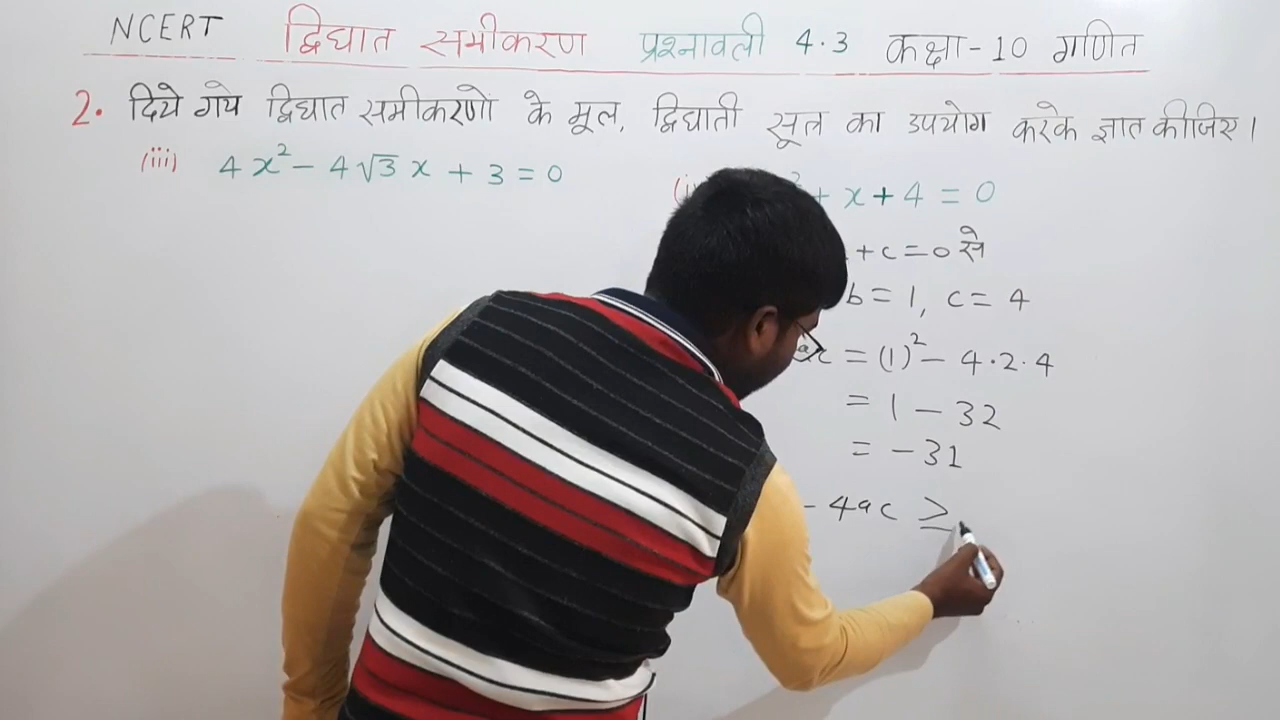 NCERT द्विघात समीकरण प्रश्नावली 4.3 कक्षा-10 गणित
2. दिये गये द्विघात समीकरणों के मूल, द्विघाती सूत्र का उपयोग करके ज्ञात कीजिए।
(iii) 4x² - 4√3 x + 3 = 0
+ x + 4 = 0
+ c = 0 से
b = 1, c = 4
ac = (1)² - 4·2·4
= 1 - 32
= -31
- 4ac ≥